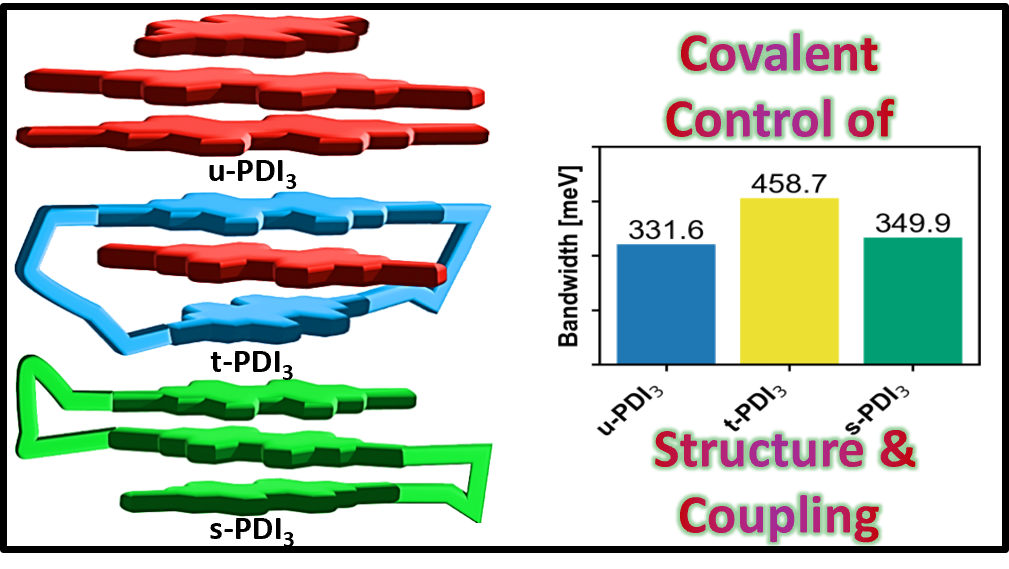 u-PDI₃
t-PDI₃
s-PDI₃
Covalent
Control of
Bandwidth [meV]
331.6
458.7
349.9
u-PDI₃
t-PDI₃
s-PDI₃
Structure &
Coupling